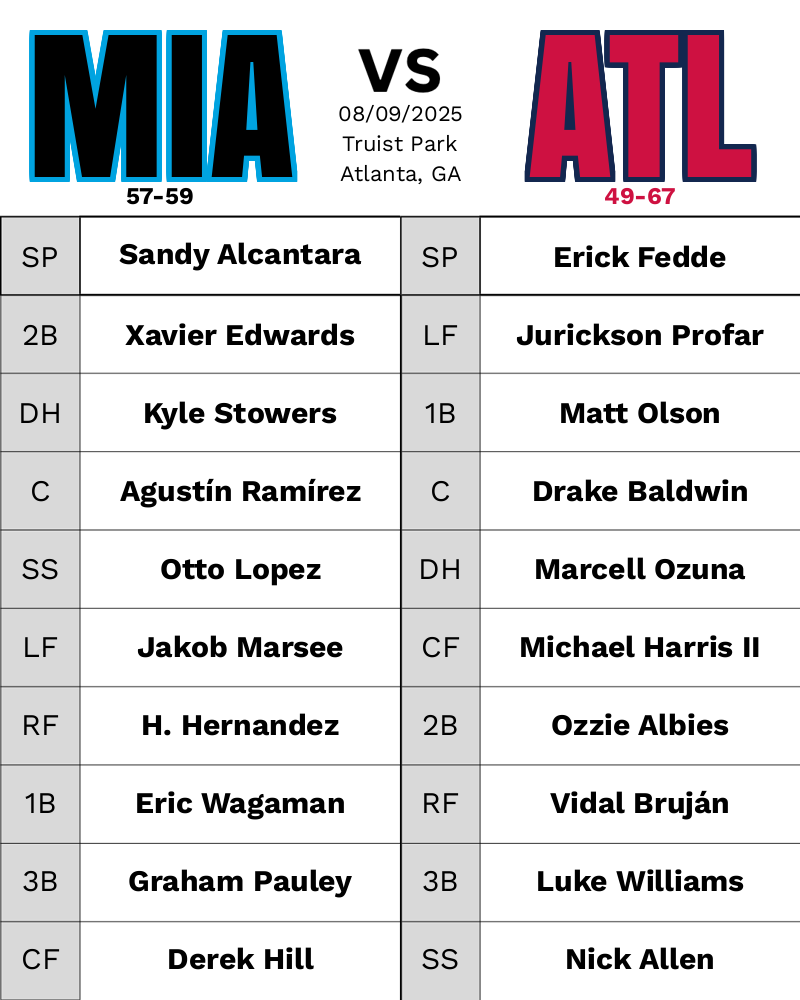 MIA
VS
ATL
08/09/2025
Truist Park
Atlanta, GA
57-59
49-67
SP Sandy Alcantara SP Erick Fedde
2B Xavier Edwards LF Jurickson Profar
DH Kyle Stowers 1B Matt Olson
C Agustín Ramírez C Drake Baldwin
SS Otto Lopez DH Marcell Ozuna
LF Jakob Marsee CF Michael Harris II
RF H. Hernandez 2B Ozzie Albies
1B Eric Wagaman RF Vidal Bruján
3B Graham Pauley 3B Luke Williams
CF Derek Hill SS Nick Allen